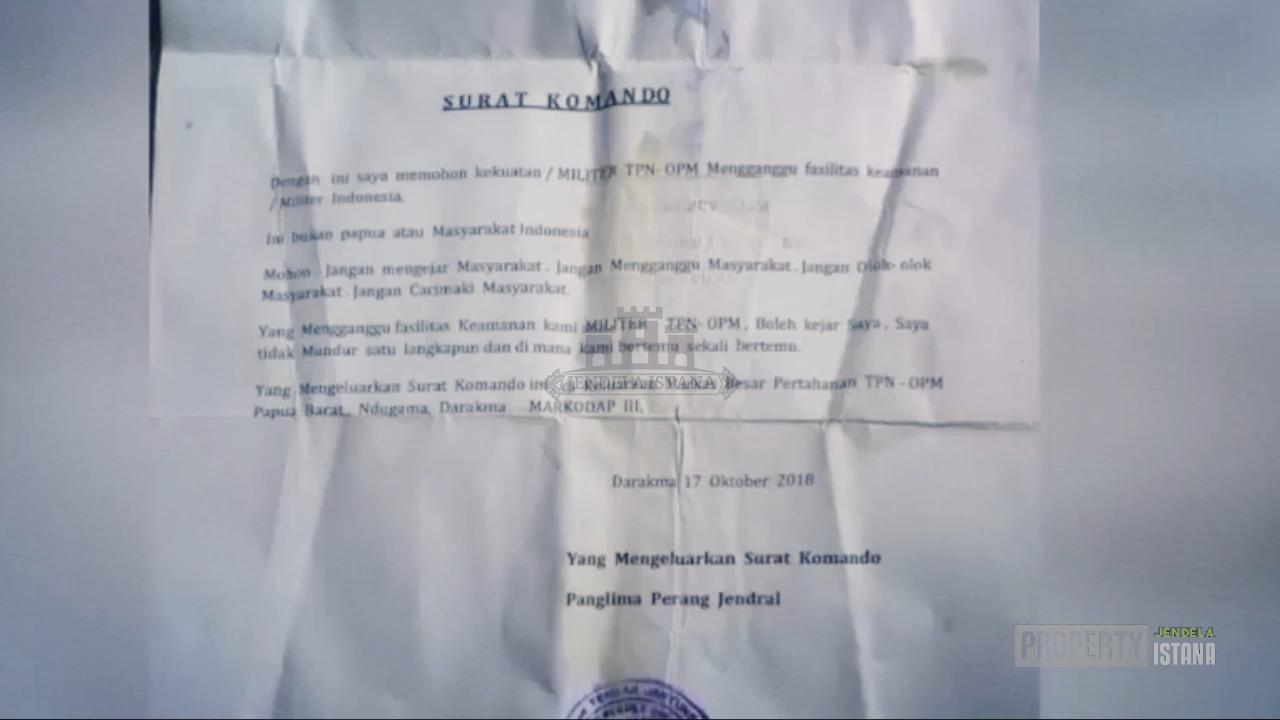 SURAT KOMANDO
Dengan ini saya memohon kekuatan / MILITER TPN-OPM Mengganggu fasilitas keamanan
/Militer Indonesia.
Ini bukan papua atau Masyarakat Indonesia
Mohon Jangan mengejar Masyarakat. Jangan Mengganggu Masyarakat. Jangan Olok-olok
Masyarakat. Jangan Cacimaki Masyarakat.
Yang Mengganggu fasilitas Keamanan kami MILITER TPN-OPM, Boleh kejar Saya, Saya
tidak Mundur satu langkapun dan di mana kami bertemu sekali bertemu.
Yang Mengeluarkan Surat Komando Besar Pertahanan TPN-OPM
Papua Barat, Ndugama, Darakma MARKODAP III.
JENDELA ISTANA
Darakma 17 Oktober 2018
Yang Mengeluarkan Surat Komando
Panglima Perang Jendral
PROPERTY JENDELA
ISTANA